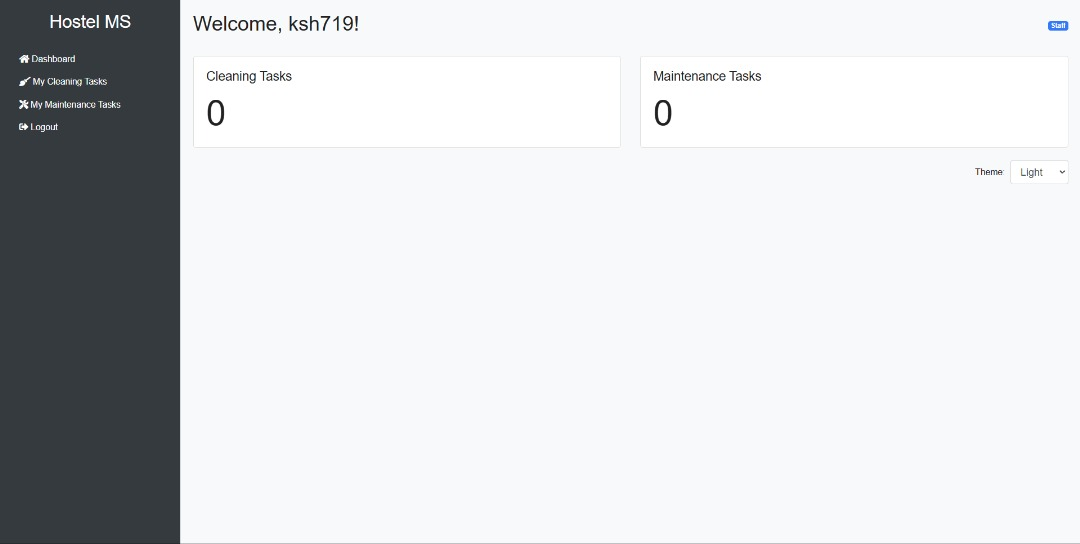 Hostel MS
Dashboard
My Cleaning Tasks
My Maintenance Tasks
Logout
Welcome, ksh719!
Staff
Cleaning Tasks
0
Maintenance Tasks
0
Theme: Light